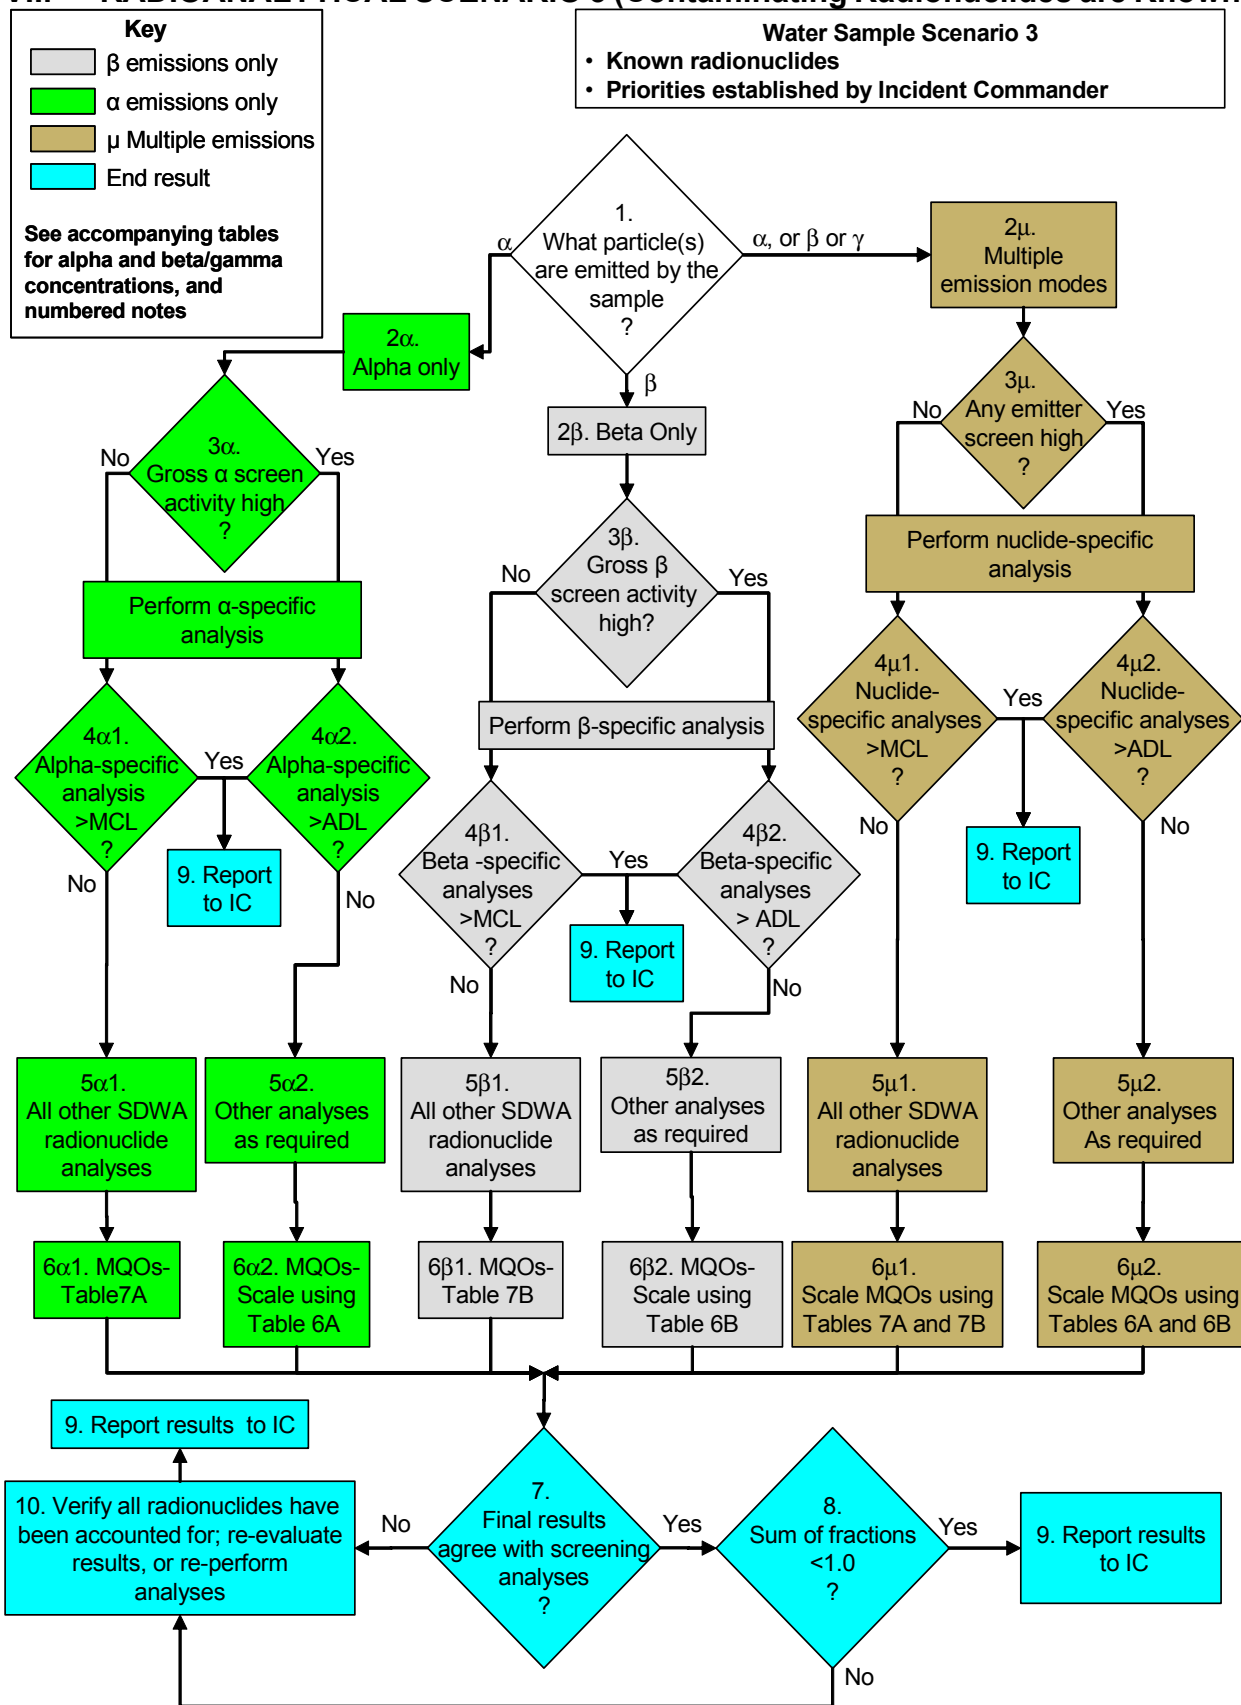 VIII RADIOANALYTICAL SCENARIO 3 (Contaminating Radionuclides are Known
Key
β emissions only
α emissions only
μ Multiple emissions
End result
See accompanying tables
for alpha and beta/gamma
concentrations, and
numbered notes
Water Sample Scenario 3
• Known radionuclides
• Priorities established by Incident Commander
1.
What particle(s)
are emitted by the
sample
?
α
α, or β or γ
β
2α.
Alpha only
2β. Beta Only
2μ.
Multiple
emission modes
3α.
Gross α screen
activity high
?
No
Yes
3β.
Gross β
screen activity
high?
No
Yes
3μ.
Any emitter
screen high
?
No
Yes
Perform α-specific
analysis
Perform β-specific analysis
Perform nuclide-specific
analysis
4α1.
Alpha-specific
analysis
>MCL
?
Yes
4α2.
Alpha-specific
analysis
>ADL
?
No
No
9. Report
to IC
4β1.
Beta -specific
analyses
>MCL
?
Yes
4β2.
Beta-specific
analyses
> ADL
?
No
No
9. Report
to IC
4μ1.
Nuclide-
specific analyses
>MCL
?
Yes
4μ2.
Nuclide-
specific analyses
>ADL
?
No
No
9. Report
to IC
5α1.
All other SDWA
radionuclide
analyses
5α2.
Other analyses
as required
5β1.
All other SDWA
radionuclide
analyses
5β2.
Other analyses
as required
5μ1.
All other SDWA
radionuclide
analyses
5μ2.
Other analyses
As required
6α1. MQOs-
Table7A
6α2. MQOs-
Scale using
Table 6A
6β1. MQOs-
Table 7B
6β2. MQOs-
Scale using
Table 6B
6μ1.
Scale MQOs using
Tables 7A and 7B
6μ2.
Scale MQOs using
Tables 6A and 6B
9. Report results to IC
10. Verify all radionuclides have
been accounted for; re-evaluate
results, or re-perform
analyses
No
7.
Final results
agree with screening
analyses
?
Yes
8.
Sum of fractions
<1.0
?
Yes
No
9. Report results
to IC